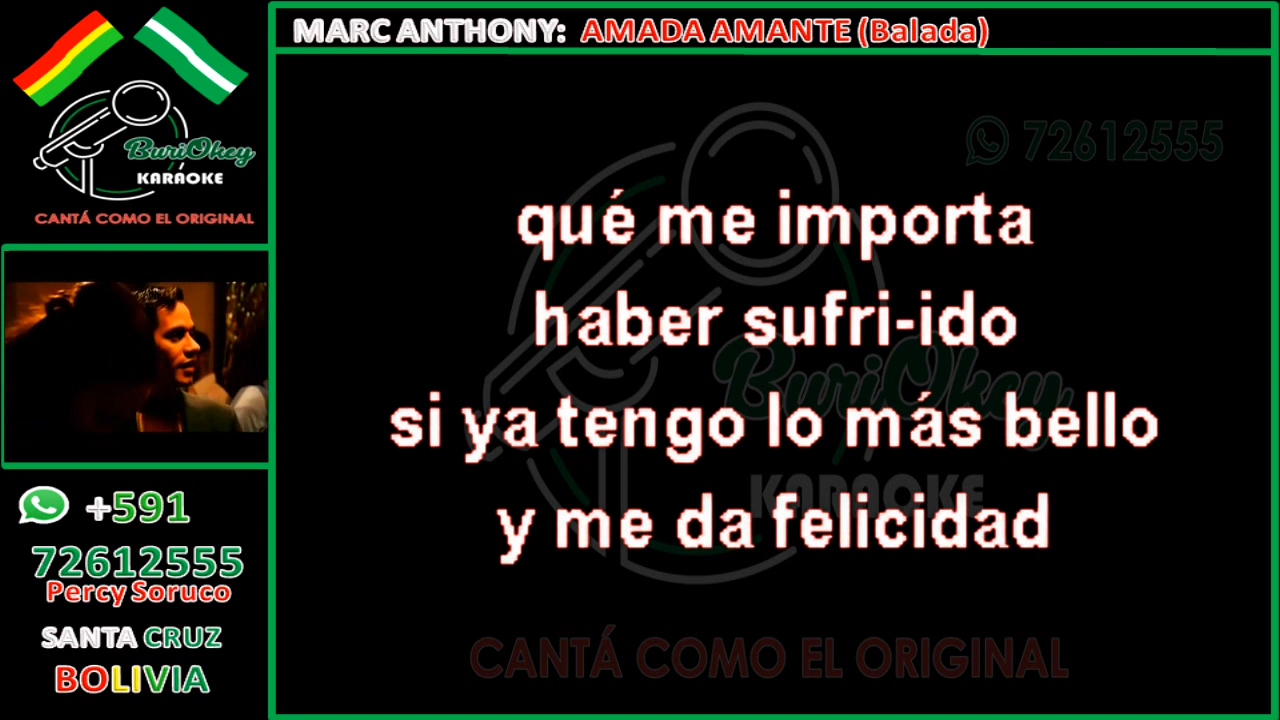 MARC ANTHONY: AMADA AMANTE (Balada)
BuriOkey
KARAOKE
CANTÁ COMO EL ORIGINAL
72612555
qué me importa
haber sufri-ido
si ya tengo lo más bello
y me da felicidad
BuriOkey
KARAOKE
CANTÁ COMO EL ORIGINAL
+591
72612555
Percy Soruco
SANTA CRUZ
BOLIVIA